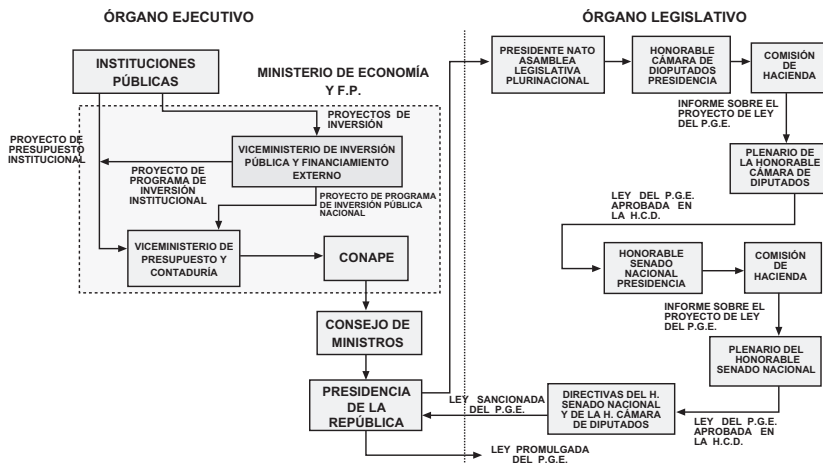 ÓRGANO EJECUTIVO
ÓRGANO LEGISLATIVO
INSTITUCIONES
PÚBLICAS
MINISTERIO DE ECONOMÍA
Y F.P.
PROYECTOS DE
INVERSIÓN
PROYECTO DE
PRESUPUESTO
INSTITUCIONAL
VICEMINISTERIO DE INVERSIÓN
PÚBLICA Y FINANCIAMIENTO
EXTERNO
PROYECTO DE
PROGRAMA DE
INVERSIÓN
INSTITUCIONAL
PROYECTO DE PROGRAMA
DE INVERSIÓN PÚBLICA
NACIONAL
VICEMINISTERIO DE
PRESUPUESTO Y
CONTADURÍA
CONAPE
CONSEJO DE
MINISTROS
PRESIDENCIA
DE LA
REPÚBLICA
PRESIDENTE NATO
ASAMBLEA
LEGISLATIVA
PLURINACIONAL
HONORABLE
CÁMARA DE
DIOPUTADOS
PRESIDENCIA
COMISIÓN
DE
HACIENDA
INFORME SOBRE EL
PROYECTO DE LEY
DEL P.G.E.
PLENARIO DE
LA HONORABLE
CÁMARA DE
DIPUTADOS
LEY DEL P.G.E.
APROBADA EN
LA H.C.D.
HONORABLE
SENADO
NACIONAL
PRESIDENCIA
COMISIÓN
DE
HACIENDA
INFORME SOBRE EL
PROYECTO DE LEY
DEL P.G.E.
PLENARIO DEL
HONORABLE
SENADO NACIONAL
LEY DEL P.G.E.
APROBADA EN
LA H.C.D.
DIRECTIVAS DEL H.
SENADO NACIONAL
Y DE LA H. CÁMARA
DE DIPUTADOS
LEY SANCIONADA
DEL P.G.E.
LEY PROMULGADA
DEL P.G.E.